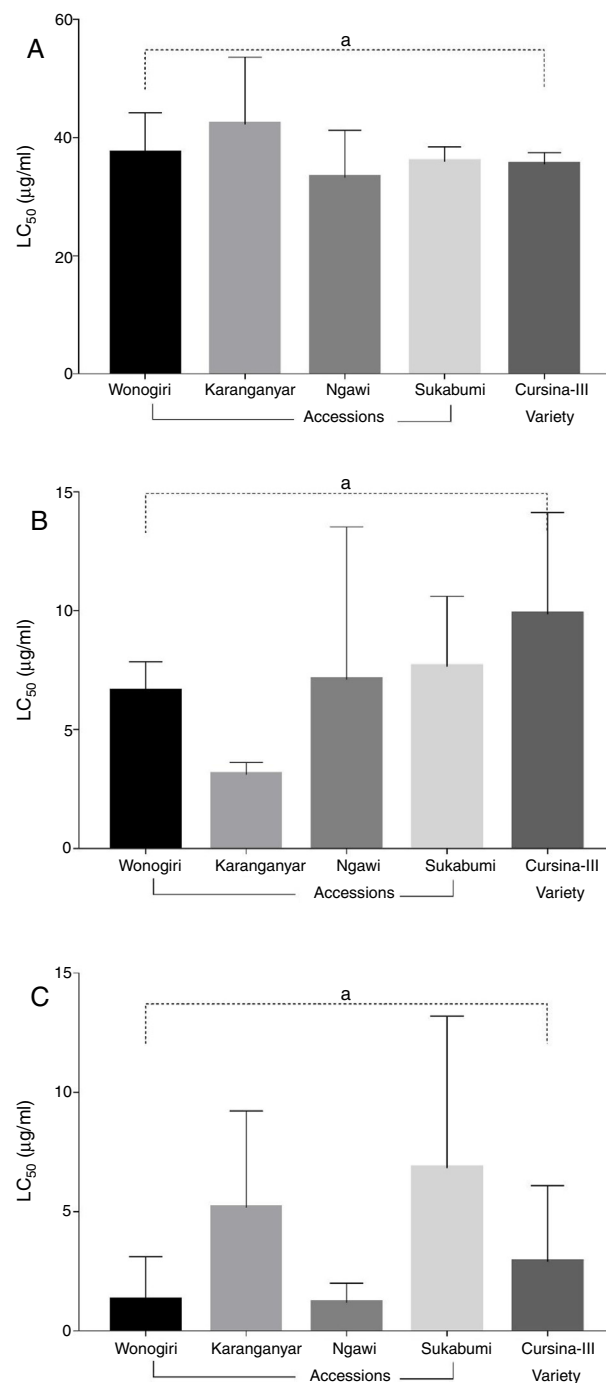 A
a
60
40
20
0
LC50 (μg/ml)
Wonogiri Karanganyar Ngawi Sukabumi Cursina-III
Accessions Variety
B
a
15
10
5
0
LC50 (μg/ml)
Wonogiri Karanganyar Ngawi Sukabumi Cursina-III
Accessions Variety
C
a
15
10
5
0
LC50 (μg/ml)
Wonogiri Karanganyar Ngawi Sukabumi Cursina-III
Accessions Variety